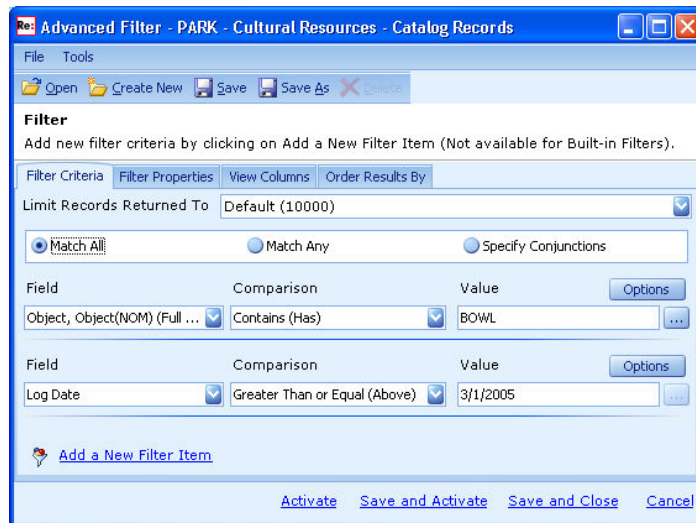 Re: Advanced Filter - PARK - Cultural Resources - Catalog Records
File Tools
Open Create New Save Save As Delete
Filter
Add new filter criteria by clicking on Add a New Filter Item (Not available for Built-in Filters).
Filter Criteria Filter Properties View Columns Order Results By
Limit Records Returned To Default (10000)
Match All Match Any Specify Conjunctions
Field Comparison Value Options
Object, Object(NOM) (Full ... Contains (Has) BOWL ...
Field Comparison Value Options
Log Date Greater Than or Equal (Above) 3/1/2005 ...
Add a New Filter Item
Activate Save and Activate Save and Close Cancel